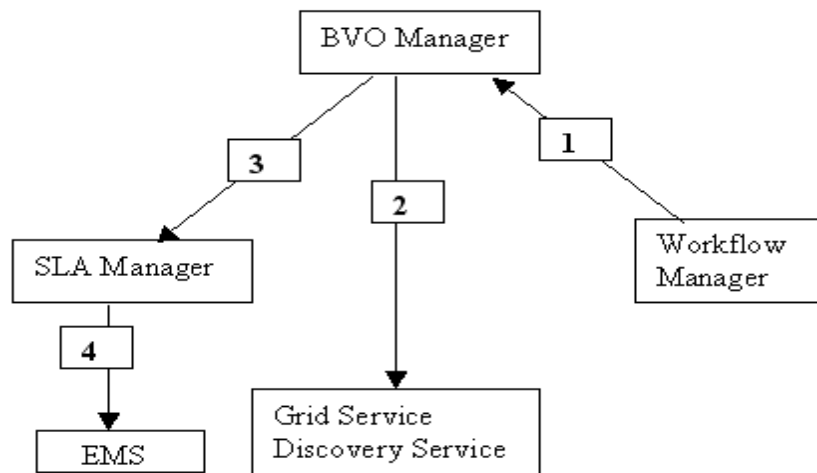 BVO Manager
3
1
2
SLA Manager
Workflow
Manager
4
Grid Service
Discovery Service
EMS